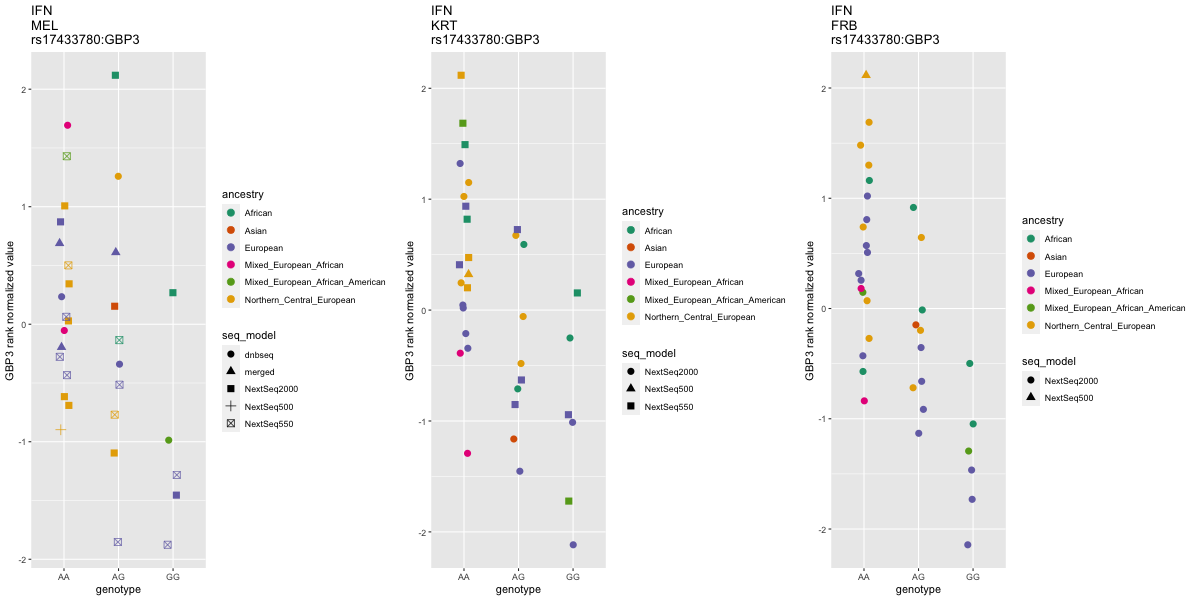 IFN
MEL
rs17433780:GBP3
GBP3 rank nomalized value
2
1
0
-1
-2
AA
AG
GG
genotype
ancestry
African
Asian
European
Mixed_European_African
Mixed_European_African_American
Northern_Central_European
seq_model
dnbseq
merged
NextSeq2000
NextSeq500
NextSeq550
IFN
KRT
rs17433780:GBP3
GBP3 rank nomalized value
2
1
0
-1
-2
AA
AG
GG
genotype
ancestry
African
Asian
European
Mixed_European_African
Mixed_European_African_American
Northern_Central_European
seq_model
NextSeq2000
NextSeq500
NextSeq550
IFN
FRB
rs17433780:GBP3
GBP3 rank nomalized value
2
1
0
-1
-2
AA
AG
GG
genotype
ancestry
African
Asian
European
Mixed_European_African
Mixed_European_African_American
Northern_Central_European
seq_model
NextSeq2000
NextSeq500